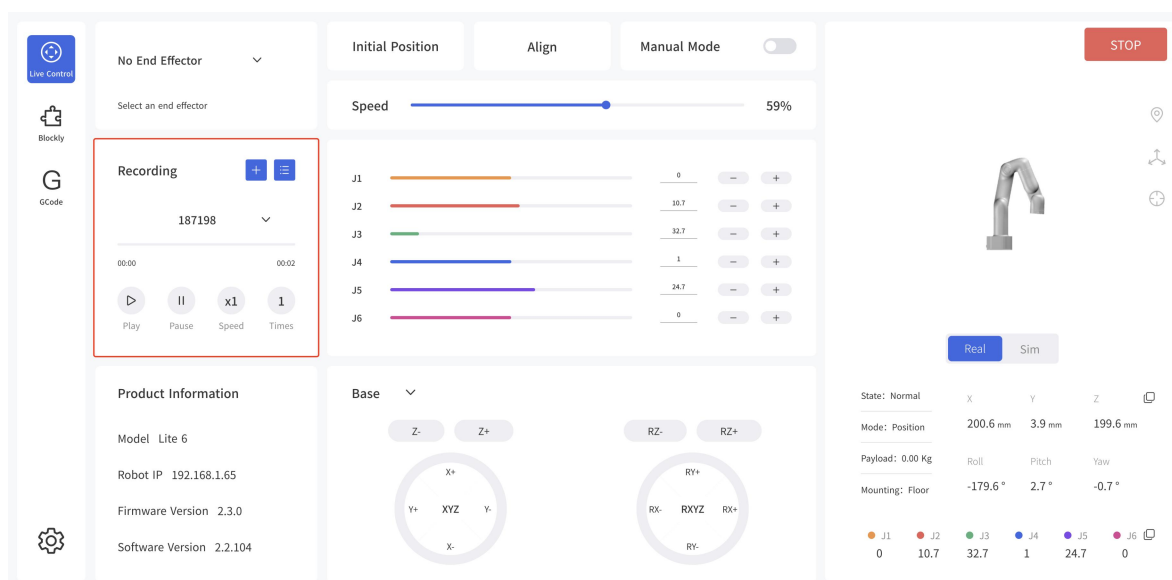 Live Control
Blockly
G
GCode
No End Effector
Select an end effector
Recording
187198
00:00 00:02
x1 1
Play Pause Speed Times
Product Information
Model Lite 6
Robot IP 192.168.1.65
Firmware Version 2.3.0
Software Version 2.2.104
Initial Position Align Manual Mode
Speed 59%
J1 0 − +
J2 10.7 − +
J3 32.7 − +
J4 1 − +
J5 24.7 − +
J6 0 − +
Base
Z- Z+ RZ- RZ+
X+ RY+
Y+ XYZ Y- RX- RXYZ RX+
X- RY-
STOP
Real Sim
State: Normal
Mode: Position
Payload: 0.00 Kg
Mounting: Floor
X Y Z
200.6 mm 3.9 mm 199.6 mm
Roll Pitch Yaw
-179.6 ° 2.7 ° -0.7 °
J1 J2 J3 J4 J5 J6
0 10.7 32.7 1 24.7 0